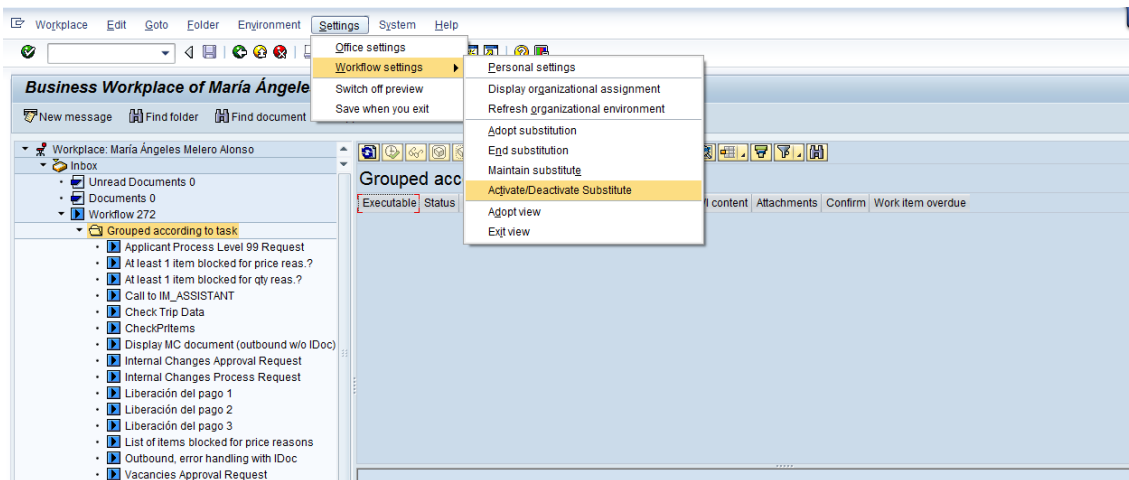 Workplace Edit Goto Folder Environment Settings System Help
Office settings
Workflow settings
Switch off preview
Save when you exit
Personal settings
Display organizational assignment
Refresh organizational environment
Adopt substitution
End substitution
Maintain substitute
Activate/Deactivate Substitute
Adopt view
Exit view
Business Workplace of María Ángele
New message Find folder Find document
Workplace: María Ángeles Melero Alonso
Inbox
Unread Documents 0
Documents 0
Workflow 272
Grouped according to task
Applicant Process Level 99 Request
At least 1 item blocked for price reas.?
At least 1 item blocked for qty reas.?
Call to IM_ASSISTANT
Check Trip Data
CheckPrItems
Display MC document (outbound w/o IDoc)
Internal Changes Approval Request
Internal Changes Process Request
Liberación del pago 1
Liberación del pago 2
Liberación del pago 3
List of items blocked for price reasons
Outbound, error handling with IDoc
Vacancies Approval Request
Grouped acc
Executable Status content Attachments Confirm Work item overdue